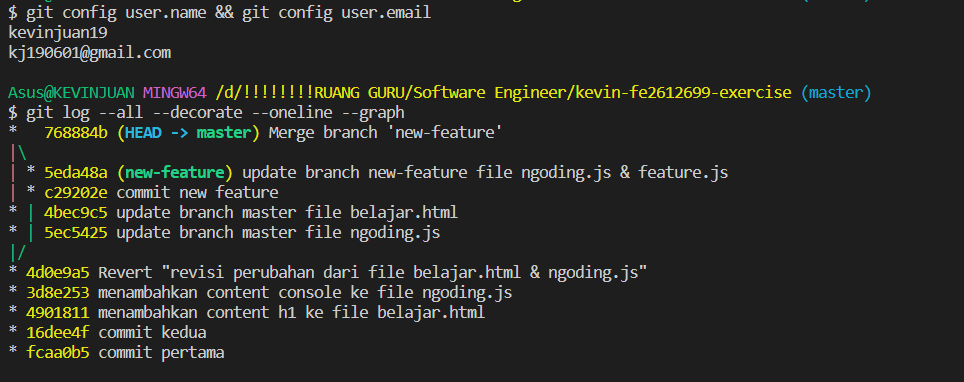 $ git config user.name && git config user.email
kevinjuan19
kj190601@gmail.com
Asus@KEVINJUAN MINGW64 /d/!!!!!!!!RUANG GURU/Software Engineer/kevin-fe2612699-exercise (master)
$ git log --all --decorate --oneline --graph
*   768884b (HEAD -> master) Merge branch 'new-feature'
|\
| * 5eda48a (new-feature) update branch new-feature file ngoding.js & feature.js
| * c29202e commit new feature
* | 4bec9c5 update branch master file belajar.html
* | 5ec5425 update branch master file ngoding.js
|/
* 4d0e9a5 Revert "revisi perubahan dari file belajar.html & ngoding.js"
* 3d8e253 menambahkan content console ke file ngoding.js
* 4901811 menambahkan content h1 ke file belajar.html
* 16dee4f commit kedua
* fcaa0b5 commit pertama